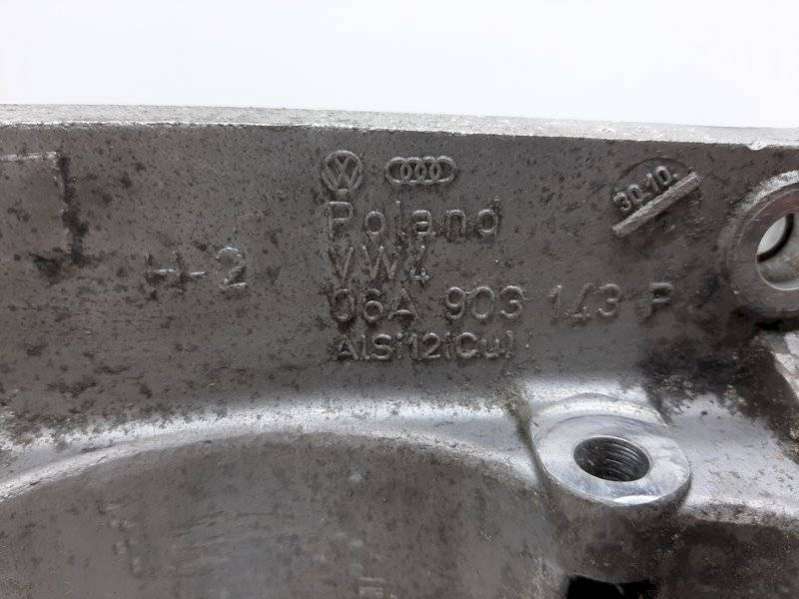 30.10.
Poland
H-2
VW4
06A 903 143 P
AlSi12(Cu)